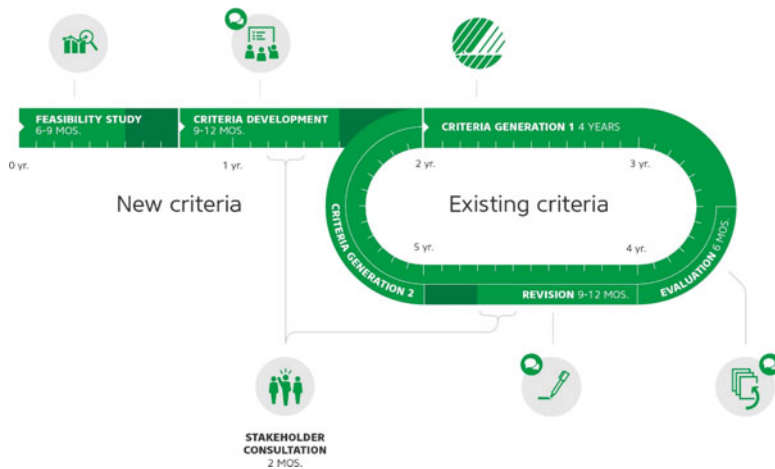 FEASIBILITY STUDY
6-9 MOS.
CRITERIA DEVELOPMENT
9-12 MOS.
CRITERIA GENERATION 1 4 YEARS
0 yr.
1 yr.
2 yr.
3 yr.
New criteria
Existing criteria
CRITERIA GENERATION 2
5 yr.
4 yr.
EVALUATION 6 MOS.
REVISION 9-12 MOS.
STAKEHOLDER
CONSULTATION
2 MOS.